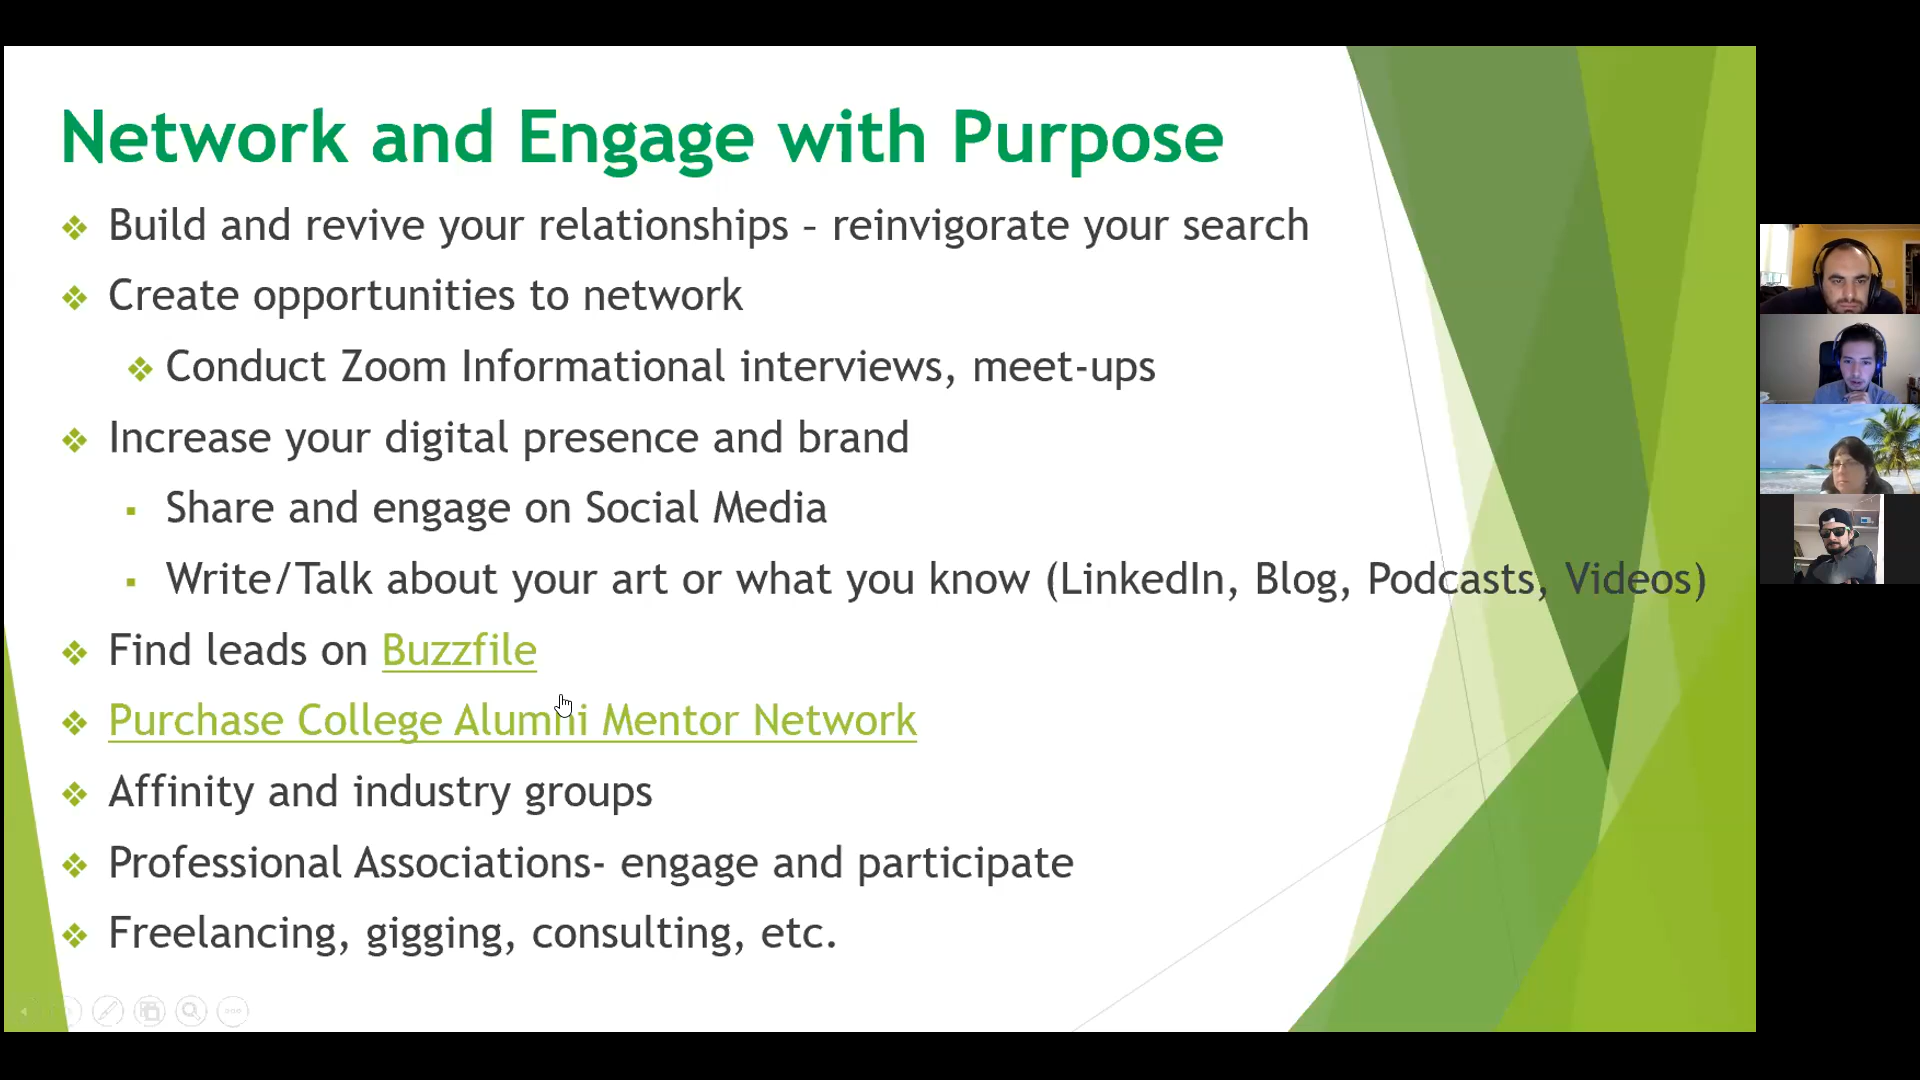 Network and Engage with Purpose
Build and revive your relationships – reinvigorate your search
Create opportunities to network
Conduct Zoom Informational interviews, meet-ups
Increase your digital presence and brand
Share and engage on Social Media
Write/Talk about your art or what you know (LinkedIn, Blog, Podcasts, Videos)
Find leads on Buzzfile
Purchase College Alumni Mentor Network
Affinity and industry groups
Professional Associations- engage and participate
Freelancing, gigging, consulting, etc.